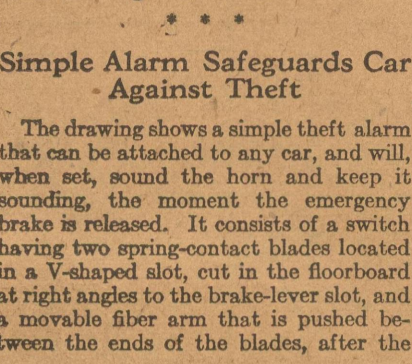 * * *
Simple Alarm Safeguards Car
Against Theft
The drawing shows a simple theft alarm
that can be attached to any car, and will,
when set, sound the horn and keep it
sounding, the moment the emergency
brake is released. It consists of a switch
having two spring-contact blades located
in a V-shaped slot, cut in the floorboard
at right angles to the brake-lever slot, and
a movable fiber arm that is pushed be-
tween the ends of the blades, after the